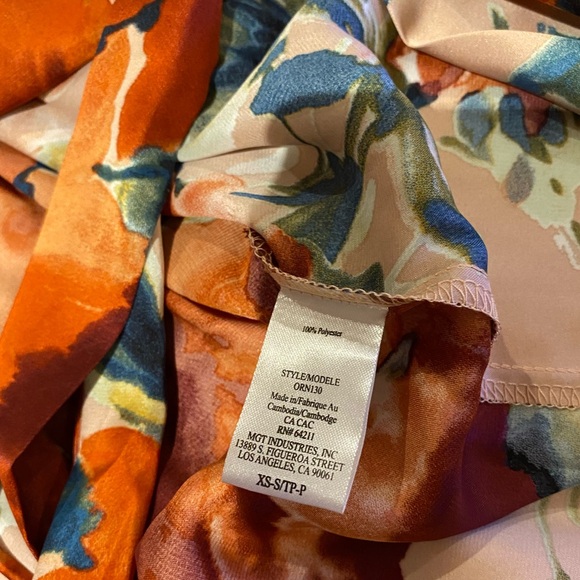 100% Polyester
STYLE/MODELE
ORN130
Made in/Fabrique Au
Cambodia/Cambodge
CA CAC
RN# 64211
MGT INDUSTRIES, INC
13889 S. FIGUEROA STREET
LOS ANGELES, CA 90061
XS-S/TP-P